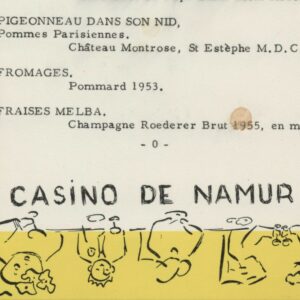 PIGEONNEAU DANS SON NID,
Pommes Parisiennes.
Château Montrose, St Estèphe M.D.C
FROMAGES.
Pommard 1953.
FRAISES MELBA.
Champagne Roederer Brut 1955, en m
- 0 -
CASINO DE NAMUR